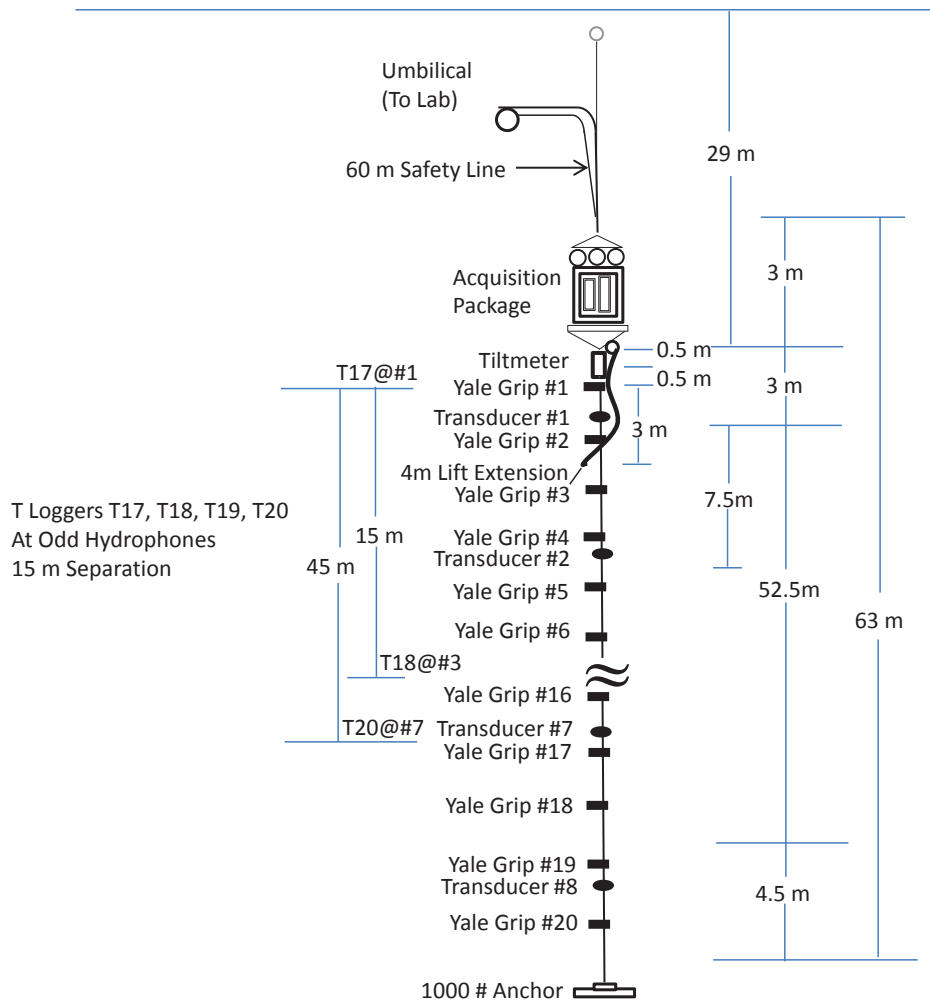 Umbilical
(To Lab)
29 m
60 m Safety Line
3 m
Acquisition
Package
0.5 m
Tiltmeter
T17@#1
0.5 m
3 m
Yale Grip #1
Transducer #1
3 m
Yale Grip #2
4m Lift Extension
Yale Grip #3
7.5m
T Loggers T17, T18, T19, T20
At Odd Hydrophones
15 m Separation
15 m
45 m
Yale Grip #4
Transducer #2
Yale Grip #5
52.5m
63 m
Yale Grip #6
T18@#3
Yale Grip #16
T20@#7
Transducer #7
Yale Grip #17
Yale Grip #18
Yale Grip #19
Transducer #8
4.5 m
Yale Grip #20
1000 # Anchor